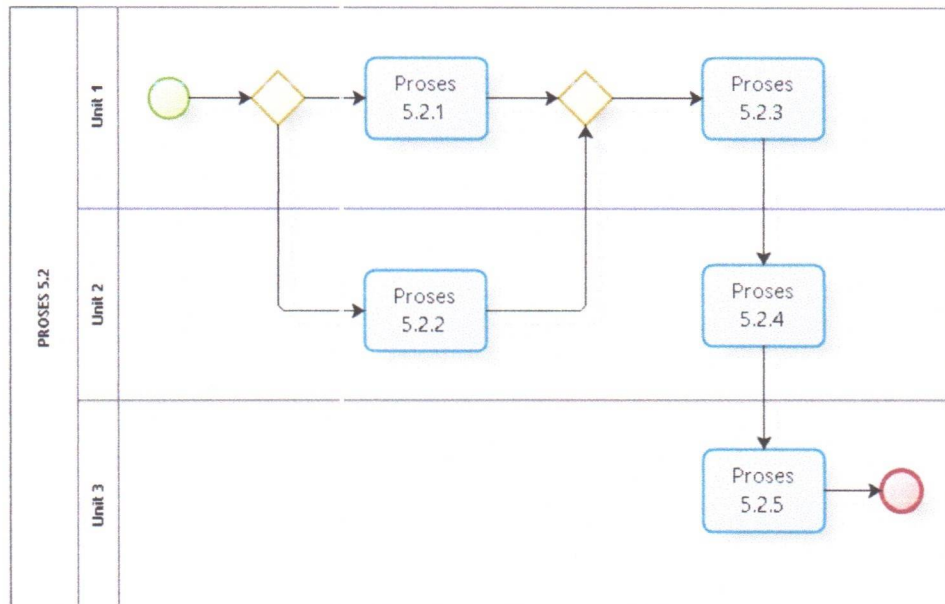 PROSES 5.2
Unit 1
Proses
5.2.1
Proses
5.2.3
Unit 2
Proses
5.2.2
Proses
5.2.4
Unit 3
Proses
5.2.5